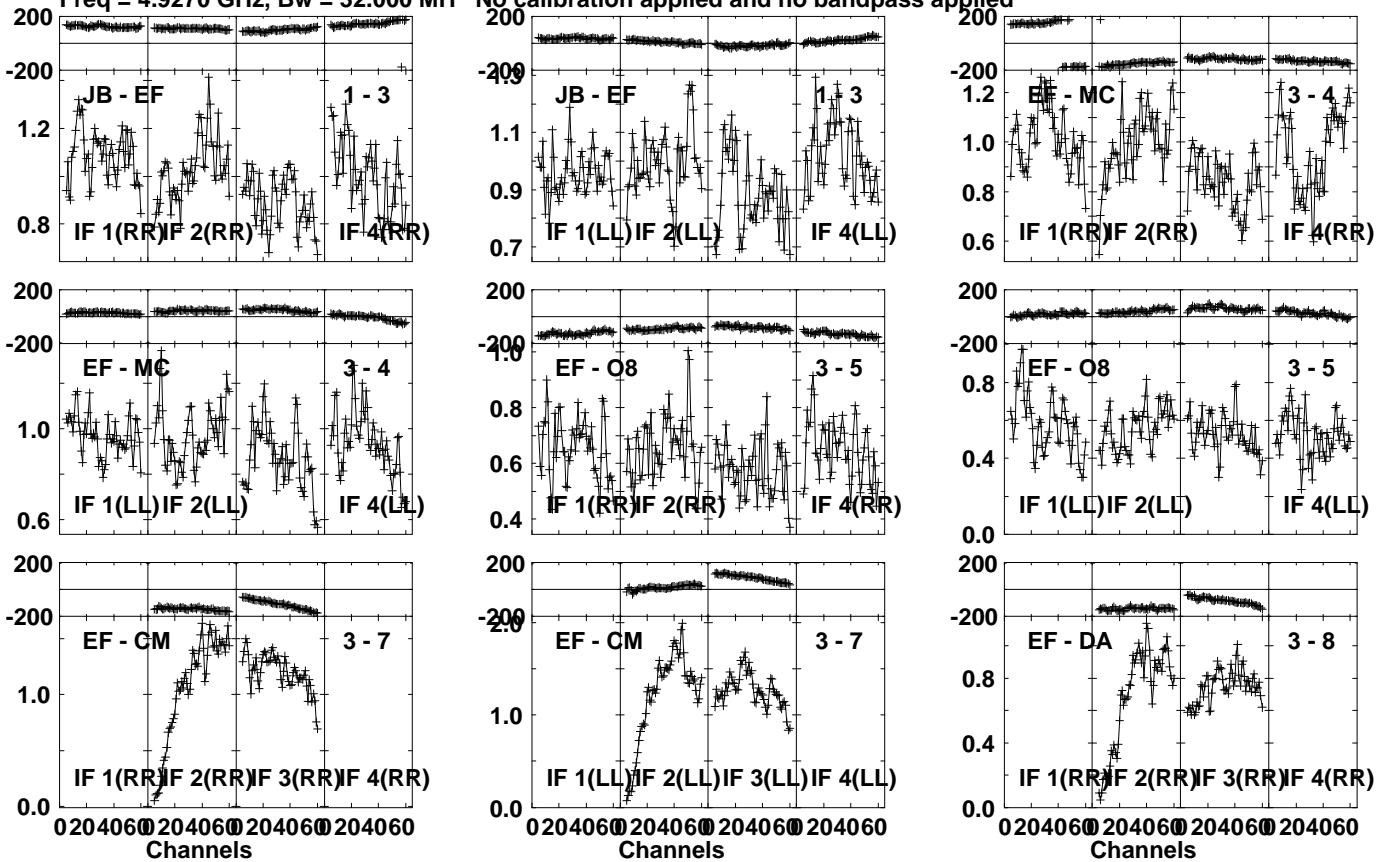 Freq = 4.9270 GHz, Bw = 32.000 MH No calibration applied and no bandpass applied
200
-200
JB - EF 1 - 3
1.2
0.8
IF 1(RR) IF 2(RR) IF 4(RR)
200
-200
1.3
JB - EF 1 - 3
1.1
0.9
0.7
IF 1(LL) IF 2(LL) IF 4(LL)
200
-200
EF - MC 3 - 4
1.2
1.0
0.8
0.6
IF 1(RR) IF 2(RR) IF 4(RR)
200
-200
EF - MC 3 - 4
1.0
0.6
IF 1(LL) IF 2(LL) IF 4(LL)
200
-200
1.0
EF - O8 3 - 5
0.8
0.6
0.4
IF 1(RR) IF 2(RR) IF 4(RR)
200
-200
EF - O8 3 - 5
0.8
0.4
0.0
IF 1(LL) IF 2(LL) IF 4(LL)
200
-200
EF - CM 3 - 7
1.0
0.0
IF 1(RR) IF 2(RR) IF 3(RR) IF 4(RR)
0 20 40 60 0 20 40 60 0 20 40 60 0 20 40 60
Channels
200
-200
2.0
EF - CM 3 - 7
1.5
1.0
0.5
0.0
IF 1(LL) IF 2(LL) IF 3(LL) IF 4(LL)
0 20 40 60 0 20 40 60 0 20 40 60 0 20 40 60
Channels
200
-200
EF - DA 3 - 8
0.8
0.4
0.0
IF 1(RR) IF 2(RR) IF 3(RR) IF 4(RR)
0 20 40 60 0 20 40 60 0 20 40 60 0 20 40 60
Channels